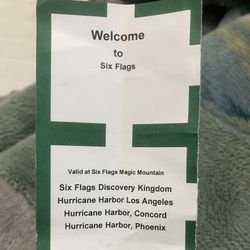 Welcome
to
Six Flags
Valid at Six Flags Magic Mountain
Six Flags Discovery Kingdom
Hurricane Harbor Los Angeles
Hurricane Harbor, Concord
Hurricane Harbor, Phoenix